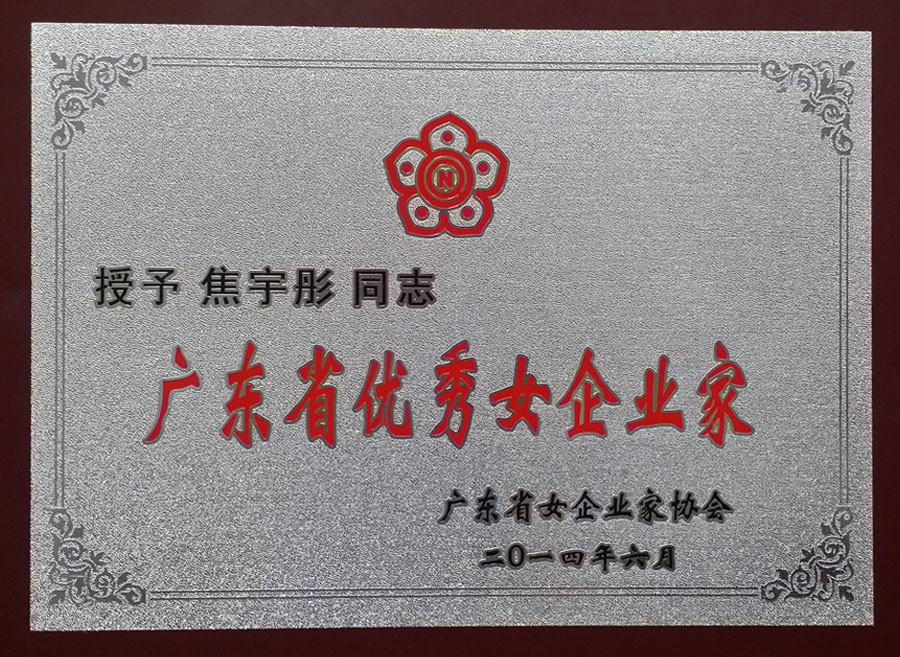 N
授予 焦宇彤 同志
广东省优秀女企业家
广东省女企业家协会
二0一四年六月